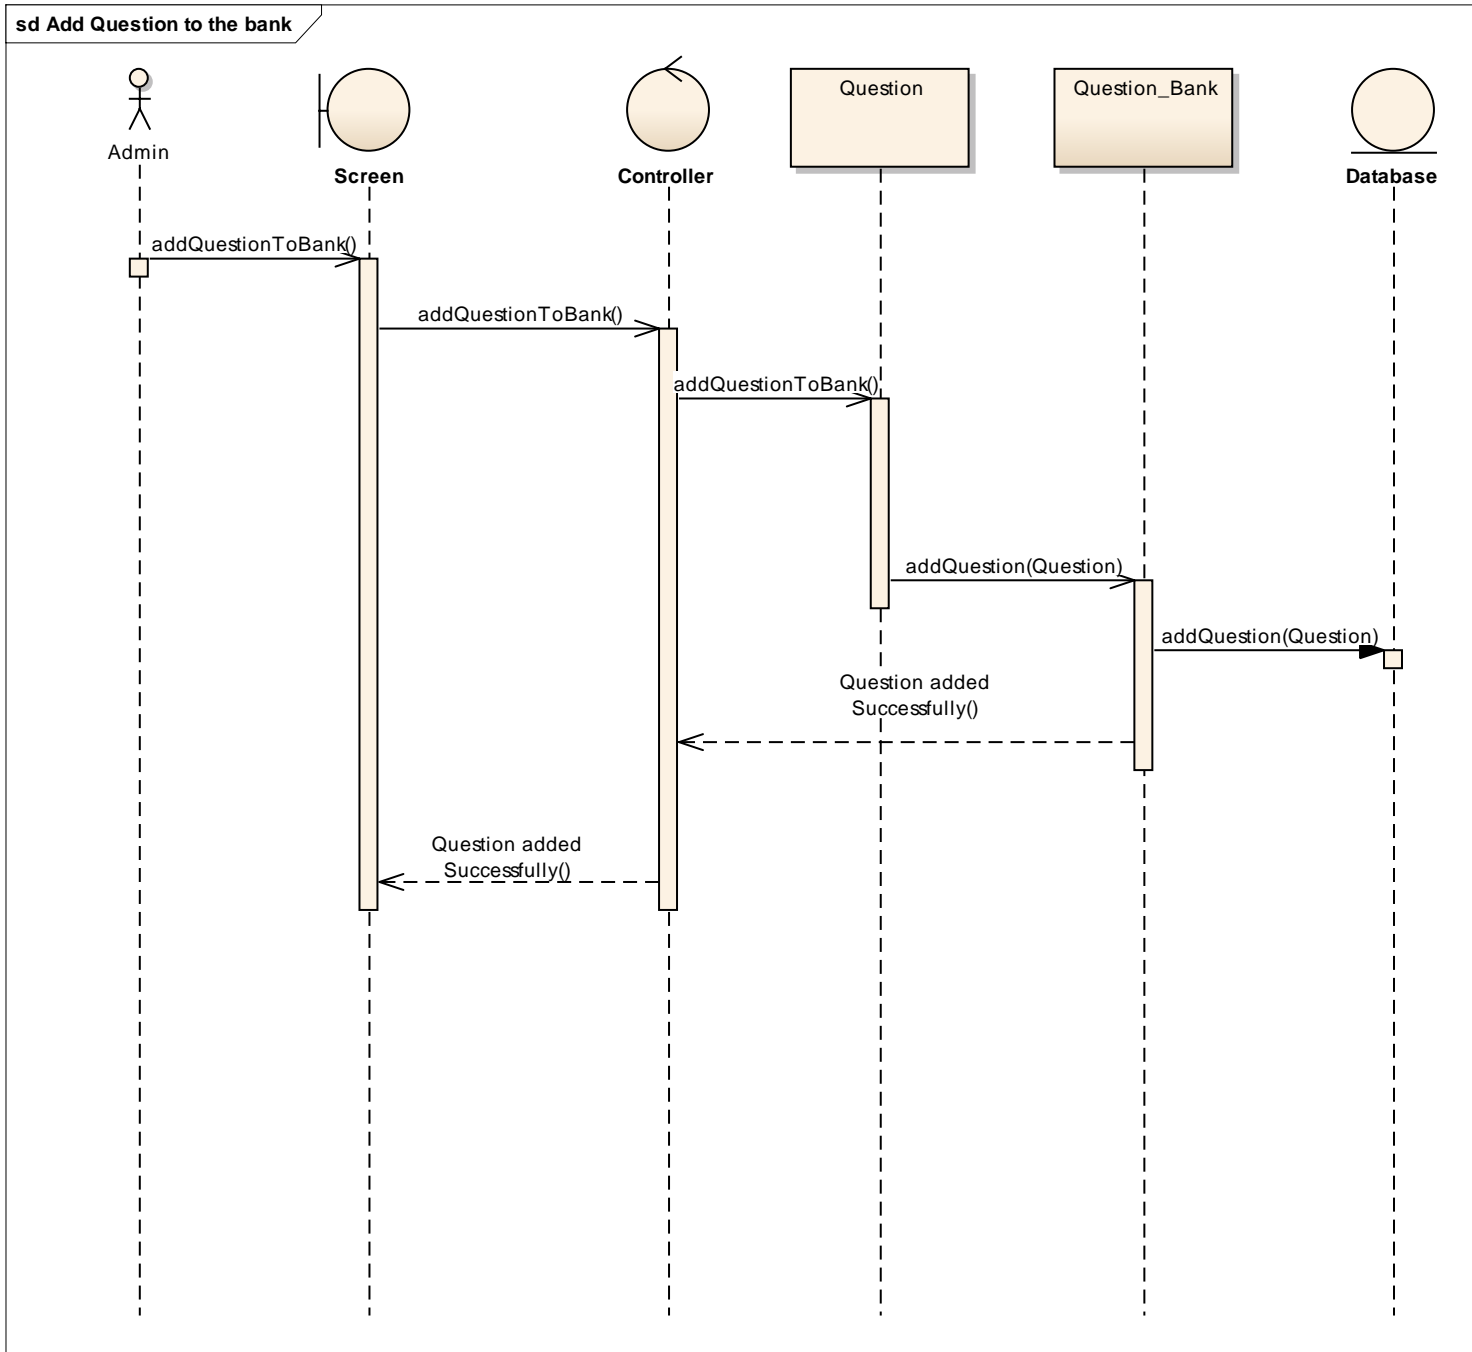 sd Add Question to the bank
Admin
Screen
Controller
Question
Question_Bank
Database
addQuestionToBank()
addQuestionToBank()
addQuestionToBank()
addQuestion(Question)
addQuestion(Question)
Question added
Successfully()
Question added
Successfully()